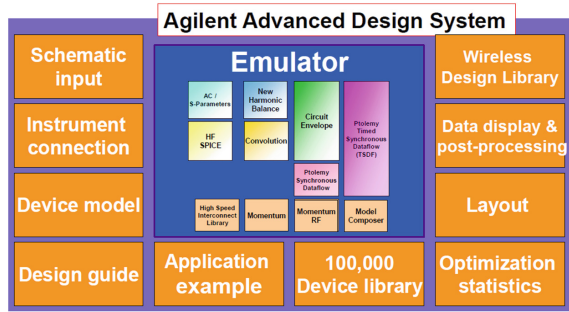 Agilent Advanced Design System
Schematic
input
Instrument
connection
Device model
Design guide
Emulator
AC /
S-Parameters
New
Harmonic
Balance
Circuit
Envelope
Ptolemy
Timed
Synchronous
Dataflow
(TSDF)
HF
SPICE
Convolution
Ptolemy
Synchronous
Dataflow
High Speed
Interconnect
Library
Momentum
Momentum
RF
Model
Composer
Wireless
Design Library
Data display &
post-processing
Layout
Application
example
100,000
Device library
Optimization
statistics